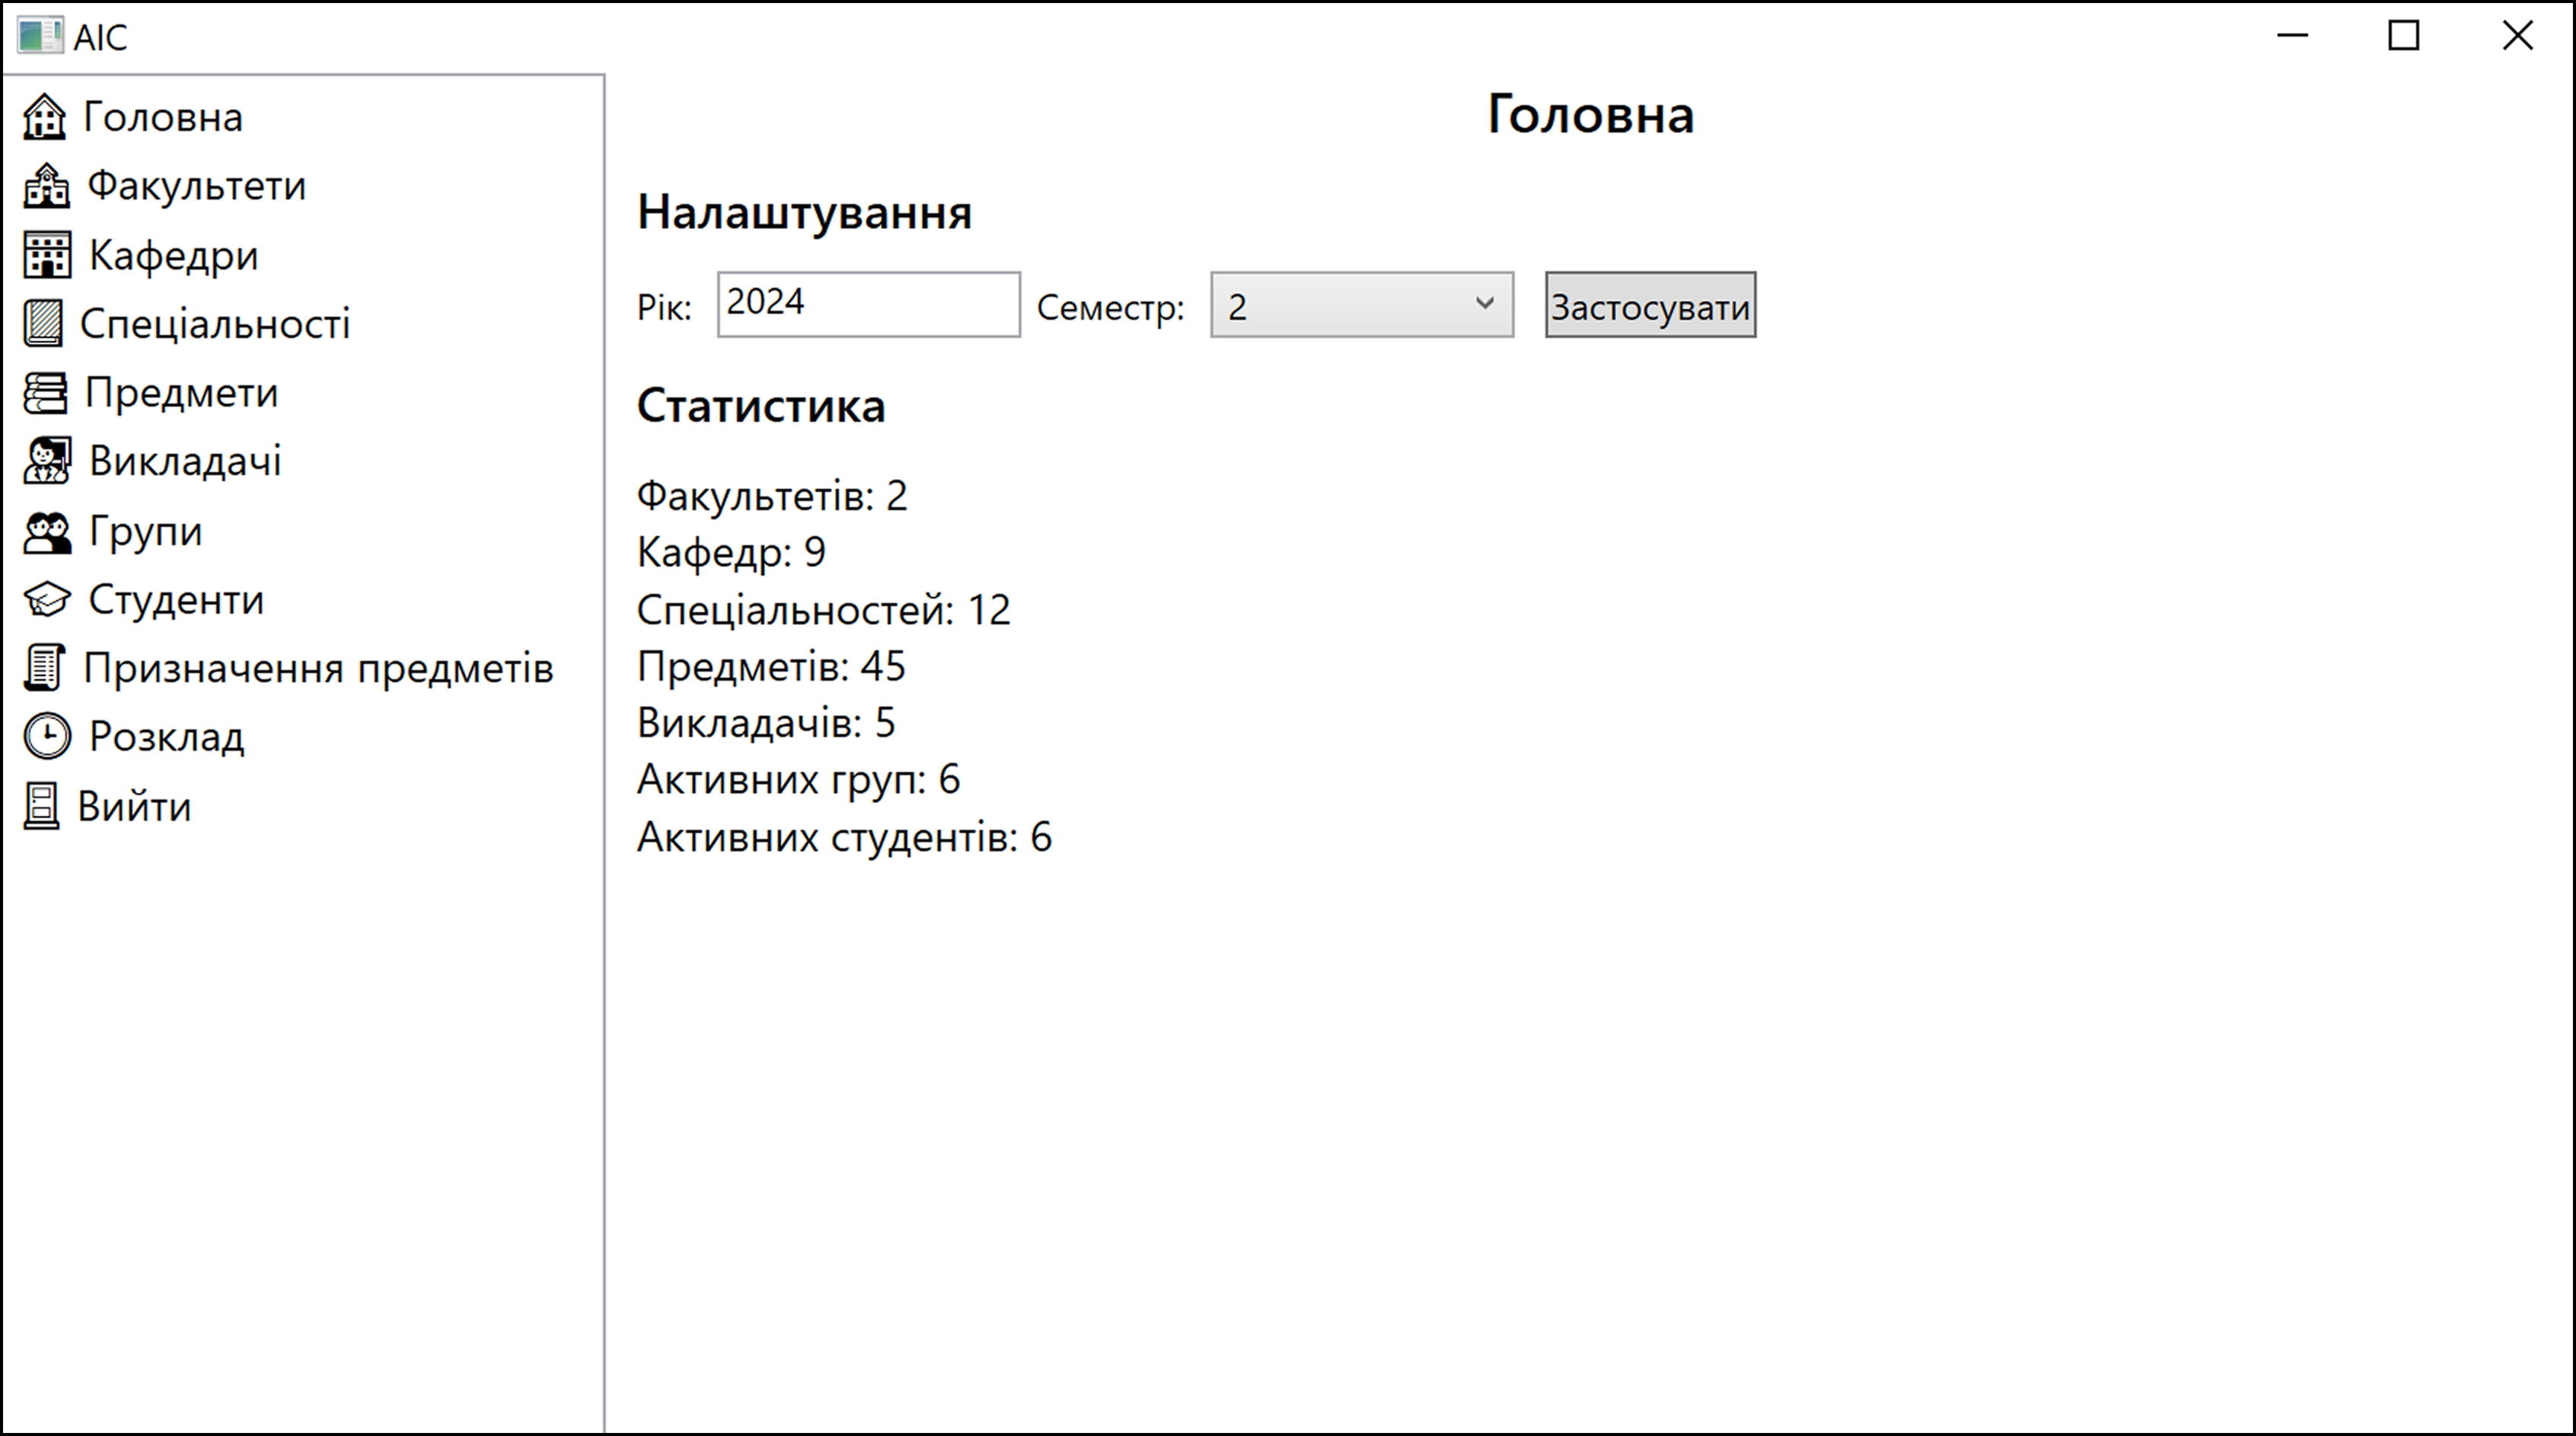 АІС
Головна
Факультети
Кафедри
Спеціальності
Предмети
Викладачі
Групи
Студенти
Призначення предметів
Розклад
Вийти
Головна
Налаштування
Рік: 2024 Семестр: 2 Застосувати
Статистика
Факультетів: 2
Кафедр: 9
Спеціальностей: 12
Предметів: 45
Викладачів: 5
Активних груп: 6
Активних студентів: 6